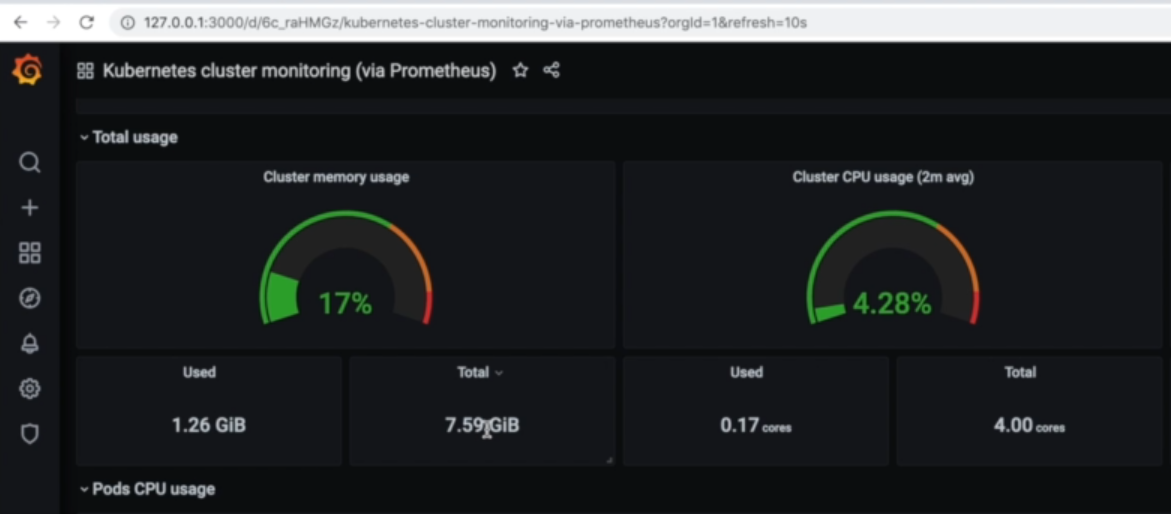 127.0.0.1:3000/d/6c_raHMGz/kubernetes-cluster-monitoring-via-prometheus?orgId=1&refresh=10s
Kubernetes cluster monitoring (via Prometheus)
Total usage
Cluster memory usage
Cluster CPU usage (2m avg)
17%
4.28%
Used
Total
Used
Total
1.26 GiB
7.59 GiB
0.17 cores
4.00 cores
Pods CPU usage